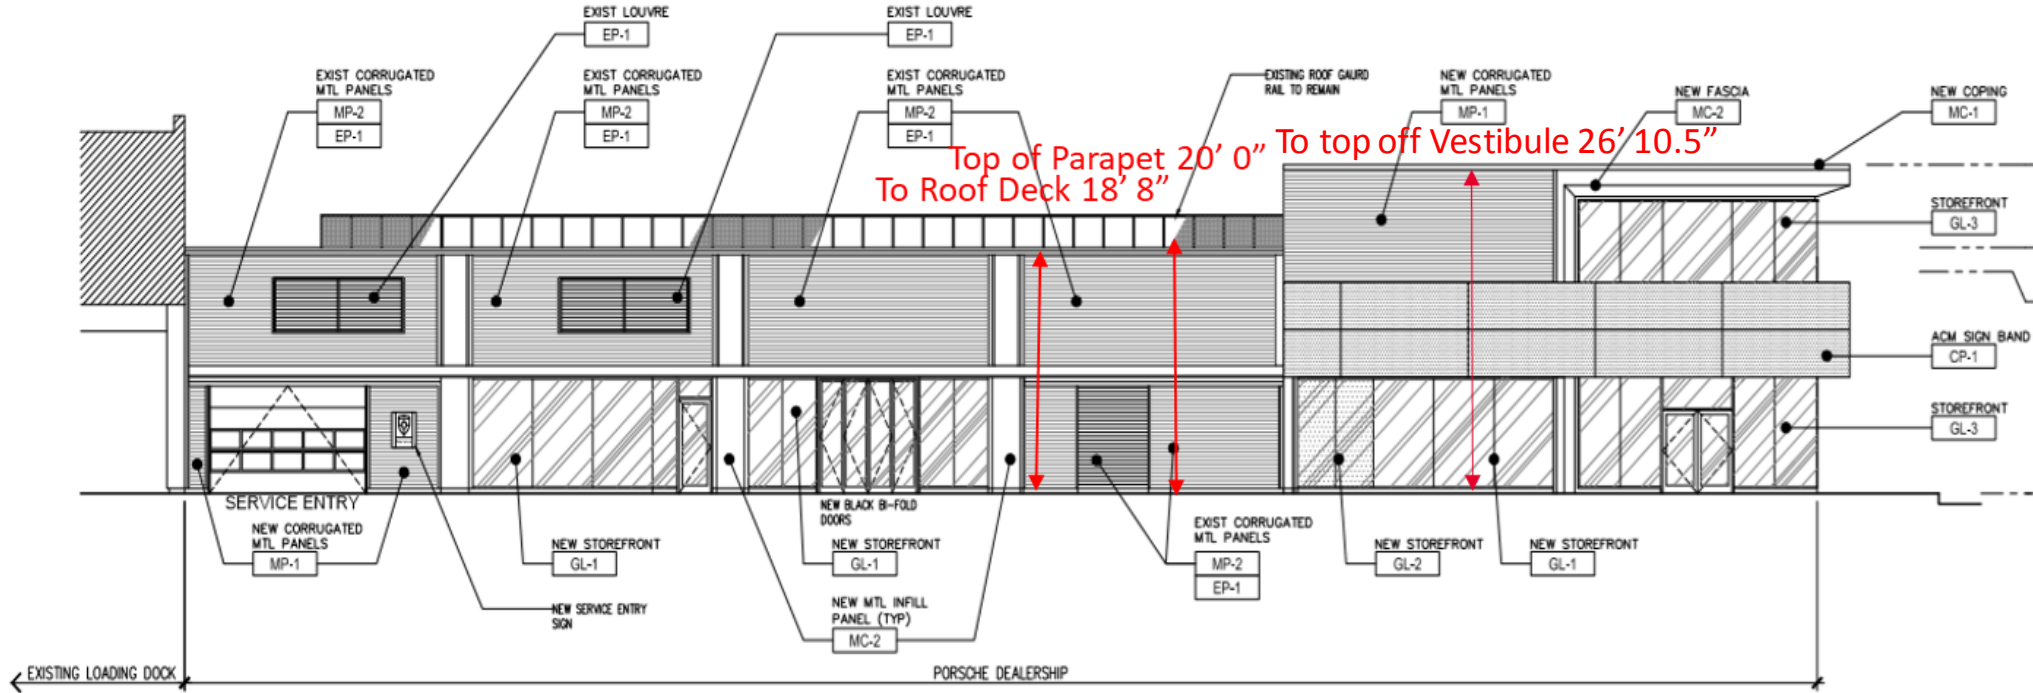 EXIST LOUVRE
EP-1
EXIST LOUVRE
EP-1
EXIST CORRUGATED
MTL PANELS
MP-2
EP-1
EXIST CORRUGATED
MTL PANELS
MP-2
EP-1
EXIST CORRUGATED
MTL PANELS
MP-2
EP-1
EXISTING ROOF GAURD
RAIL TO REMAIN
NEW CORRUGATED
MTL PANELS
MP-1
NEW FASCIA
MC-2
NEW COPING
MC-1
To top off Vestibule 26’ 10.5”
Top of Parapet 20’ 0”
To Roof Deck 18’ 8”
STOREFRONT
GL-3
ACM SIGN BAND
CP-1
STOREFRONT
GL-3
SERVICE ENTRY
NEW CORRUGATED
MTL PANELS
MP-1
NEW STOREFRONT
GL-1
NEW SERVICE ENTRY
SIGN
NEW BLACK BI-FOLD
DOORS
NEW STOREFRONT
GL-1
NEW MTL INFILL
PANEL (TYP)
MC-2
EXIST CORRUGATED
MTL PANELS
MP-2
EP-1
NEW STOREFRONT
GL-2
NEW STOREFRONT
GL-1
EXISTING LOADING DOCK
PORSCHE DEALERSHIP